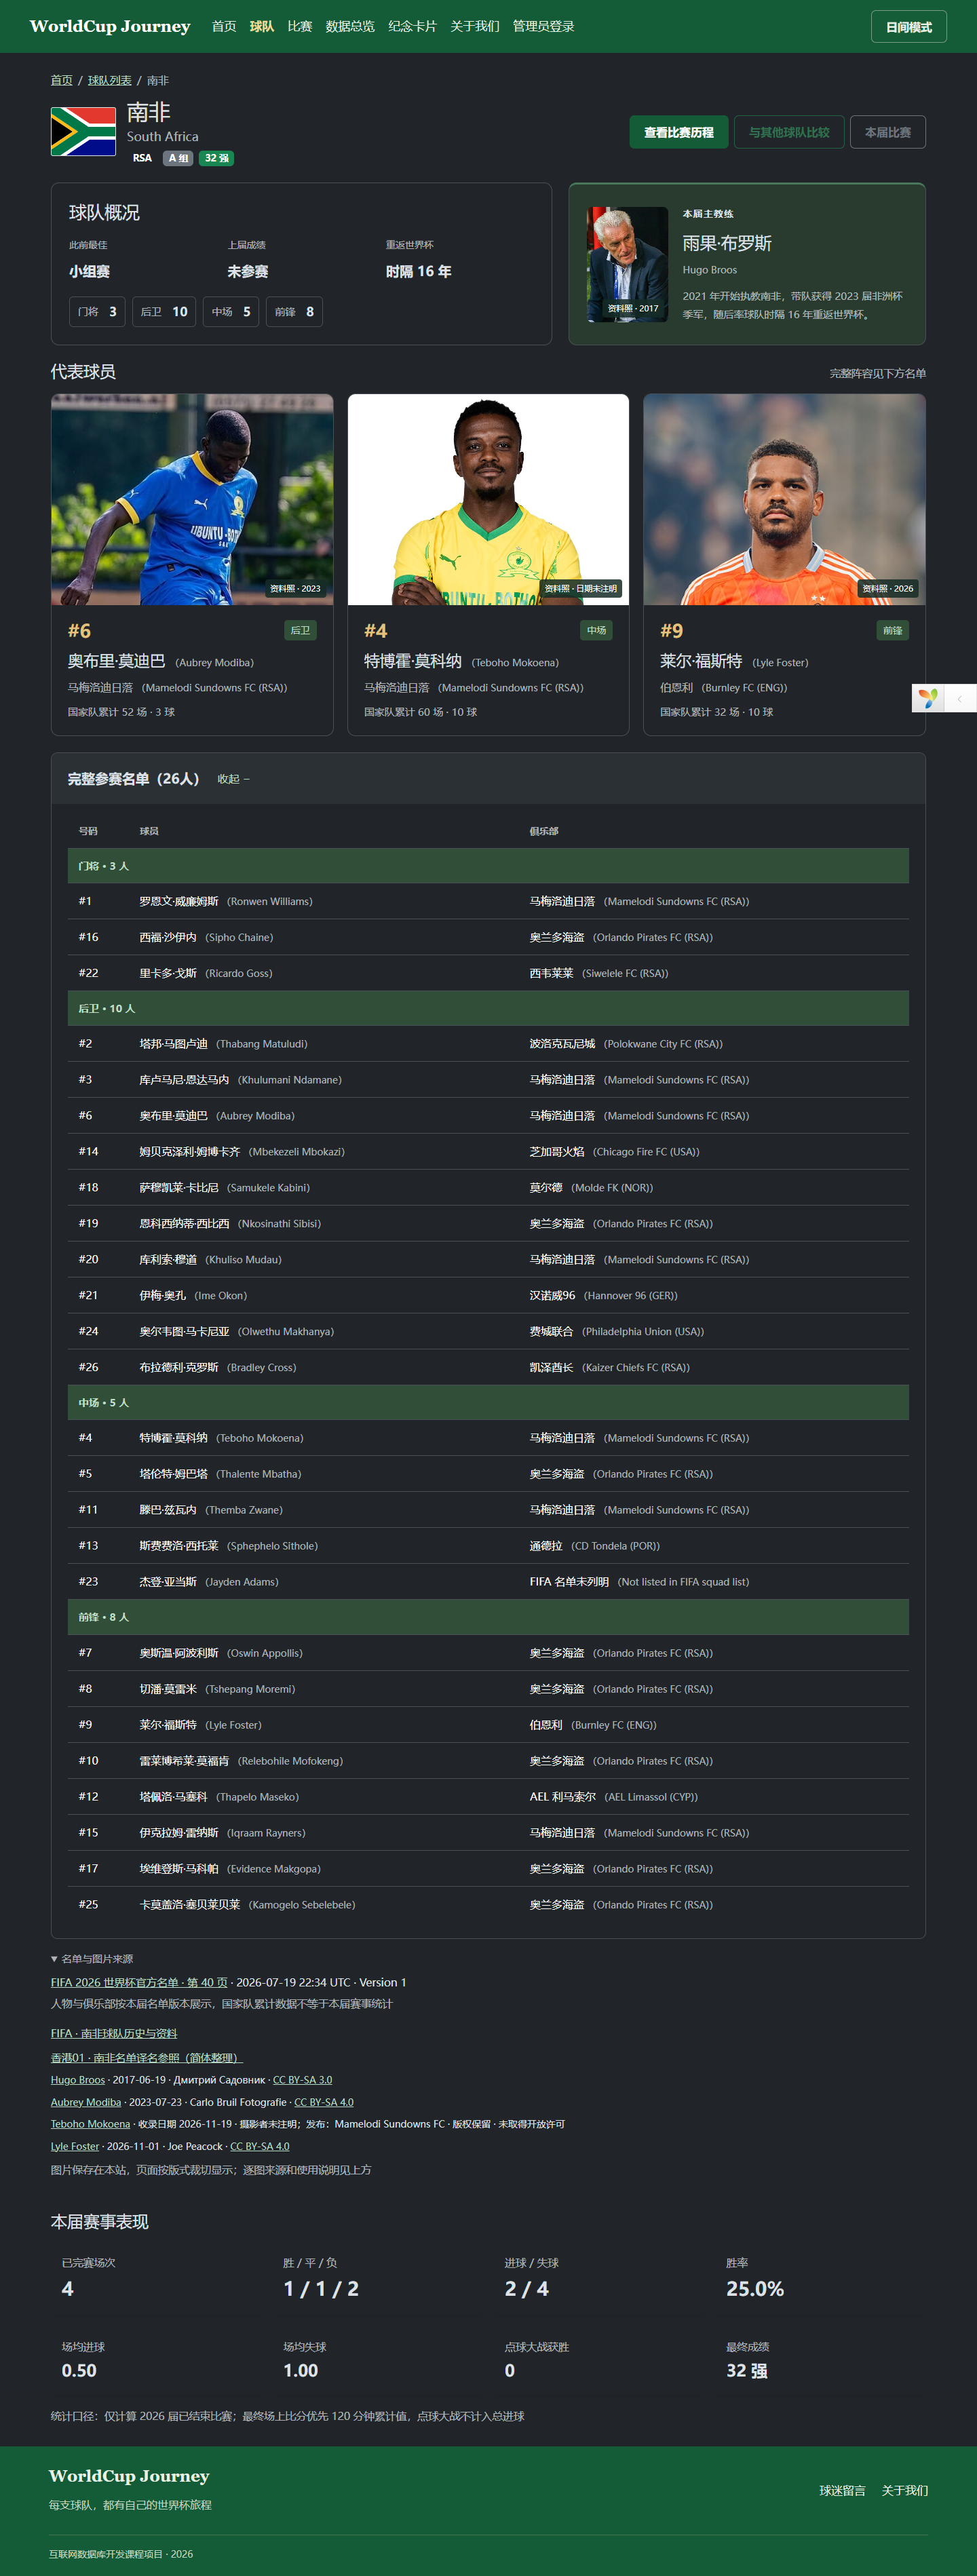 WorldCup Journey 首页 球队 比赛 数据总览 纪念卡片 关于我们 管理员登录 日间模式
首页 / 球队列表 / 南非
南非
South Africa
RSA A 组 32 强
查看比赛历程 与其他球队比较 本届比赛
球队概况
此前最佳 上届成绩 重返世界杯
小组赛 未参赛 时隔 16 年
门将 3 后卫 10 中场 5 前锋 8
资料照 · 2017
本届主教练
雨果·布罗斯
Hugo Broos
2021 年开始执教南非，带队获得 2023 届非洲杯
季军，随后率球队时隔 16 年重返世界杯。
代表球员 完整阵容见下方名单
UBUNTU-BOTHO
资料照 · 2023
#6 后卫
奥布里·莫迪巴 （Aubrey Modiba）
马梅洛迪日落 （Mamelodi Sundowns FC (RSA)）
国家队累计 52 场 · 3 球
资料照 · 日期未注明
#4 中场
特博霍·莫科纳 （Teboho Mokoena）
马梅洛迪日落 （Mamelodi Sundowns FC (RSA)）
国家队累计 60 场 · 10 球
资料照 · 2026
#9 前锋
莱尔·福斯特 （Lyle Foster）
伯恩利 （Burnley FC (ENG)）
国家队累计 32 场 · 10 球
完整参赛名单（26人） 收起 −
号码 球员 俱乐部
门将 • 3 人
#1 罗恩文·威廉姆斯 （Ronwen Williams） 马梅洛迪日落 （Mamelodi Sundowns FC (RSA)）
#16 西福·沙伊内 （Sipho Chaine） 奥兰多海盗 （Orlando Pirates FC (RSA)）
#22 里卡多·戈斯 （Ricardo Goss） 西韦莱莱 （Siwelele FC (RSA)）
后卫 • 10 人
#2 塔邦·马图卢迪 （Thabang Matuludi） 波洛克瓦尼城 （Polokwane City FC (RSA)）
#3 库卢马尼·恩达马内 （Khulumani Ndamane） 马梅洛迪日落 （Mamelodi Sundowns FC (RSA)）
#6 奥布里·莫迪巴 （Aubrey Modiba） 马梅洛迪日落 （Mamelodi Sundowns FC (RSA)）
#14 姆贝克泽利·姆博卡齐 （Mbekezeli Mbokazi） 芝加哥火焰 （Chicago Fire FC (USA)）
#18 萨穆凯莱·卡比尼 （Samukele Kabini） 莫尔德 （Molde FK (NOR)）
#19 恩科西纳蒂·西比西 （Nkosinathi Sibisi） 奥兰多海盗 （Orlando Pirates FC (RSA)）
#20 库利索·穆道 （Khuliso Mudau） 马梅洛迪日落 （Mamelodi Sundowns FC (RSA)）
#21 伊梅·奥孔 （Ime Okon） 汉诺威96 （Hannover 96 (GER)）
#24 奥尔韦图·马卡尼亚 （Olwethu Makhanya） 费城联合 （Philadelphia Union (USA)）
#26 布拉德利·克罗斯 （Bradley Cross） 凯泽酋长 （Kaizer Chiefs FC (RSA)）
中场 • 5 人
#4 特博霍·莫科纳 （Teboho Mokoena） 马梅洛迪日落 （Mamelodi Sundowns FC (RSA)）
#5 塔伦特·姆巴塔 （Thalente Mbatha） 奥兰多海盗 （Orlando Pirates FC (RSA)）
#11 滕巴·兹瓦内 （Themba Zwane） 马梅洛迪日落 （Mamelodi Sundowns FC (RSA)）
#13 斯费费洛·西托莱 （Sphephelo Sithole） 通德拉 （CD Tondela (POR)）
#23 杰登·亚当斯 （Jayden Adams） FIFA 名单未列明 （Not listed in FIFA squad list）
前锋 • 8 人
#7 奥斯温·阿波利斯 （Oswin Appollis） 奥兰多海盗 （Orlando Pirates FC (RSA)）
#8 切潘·莫雷米 （Tshepang Moremi） 奥兰多海盗 （Orlando Pirates FC (RSA)）
#9 莱尔·福斯特 （Lyle Foster） 伯恩利 （Burnley FC (ENG)）
#10 雷莱博希莱·莫福肯 （Relebohile Mofokeng） 奥兰多海盗 （Orlando Pirates FC (RSA)）
#12 塔佩洛·马塞科 （Thapelo Maseko） AEL 利马索尔 （AEL Limassol (CYP)）
#15 伊克拉姆·雷纳斯 （Iqraam Rayners） 马梅洛迪日落 （Mamelodi Sundowns FC (RSA)）
#17 埃维登斯·马科帕 （Evidence Makgopa） 奥兰多海盗 （Orlando Pirates FC (RSA)）
#25 卡莫盖洛·塞贝莱贝莱 （Kamogelo Sebelebele） 奥兰多海盗 （Orlando Pirates FC (RSA)）
▼ 名单与图片来源
FIFA 2026 世界杯官方名单 · 第 40 页 · 2026-07-19 22:34 UTC · Version 1
人物与俱乐部按本届名单版本展示，国家队累计数据不等于本届赛事统计
FIFA · 南非球队历史与资料
香港01 · 南非名单译名参照（简体整理）
Hugo Broos · 2017-06-19 · Дмитрий Садовник · CC BY-SA 3.0
Aubrey Modiba · 2023-07-23 · Carlo Bruil Fotografie · CC BY-SA 4.0
Teboho Mokoena · 收录日期 2026-11-19 · 摄影者未注明；发布：Mamelodi Sundowns FC · 版权保留 · 未取得开放许可
Lyle Foster · 2026-11-01 · Joe Peacock · CC BY-SA 4.0
图片保存在本站，页面按版式裁切显示；逐图来源和使用说明见上方
本届赛事表现
已完赛场次 胜 / 平 / 负 进球 / 失球 胜率
4 1 / 1 / 2 2 / 4 25.0%
场均进球 场均失球 点球大战获胜 最终成绩
0.50 1.00 0 32 强
统计口径：仅计算 2026 届已结束比赛；最终场上比分优先 120 分钟累计值，点球大战不计入总进球
WorldCup Journey
每支球队，都有自己的世界杯旅程
球迷留言 关于我们
互联网数据库开发课程项目 · 2026